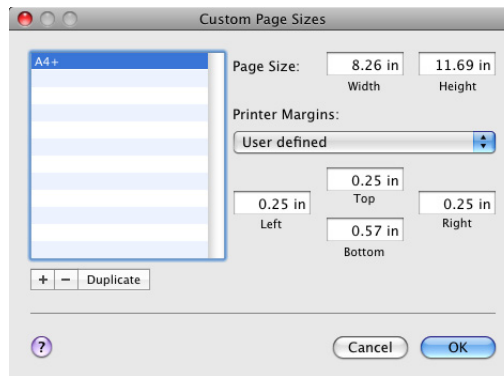 Custom Page Sizes
A4+
Page Size:
8.26 in
11.69 in
Width
Height
Printer Margins:
User defined
0.25 in
Top
0.25 in
Left
0.25 in
Right
0.57 in
Bottom
+
−
Duplicate
?
Cancel
OK